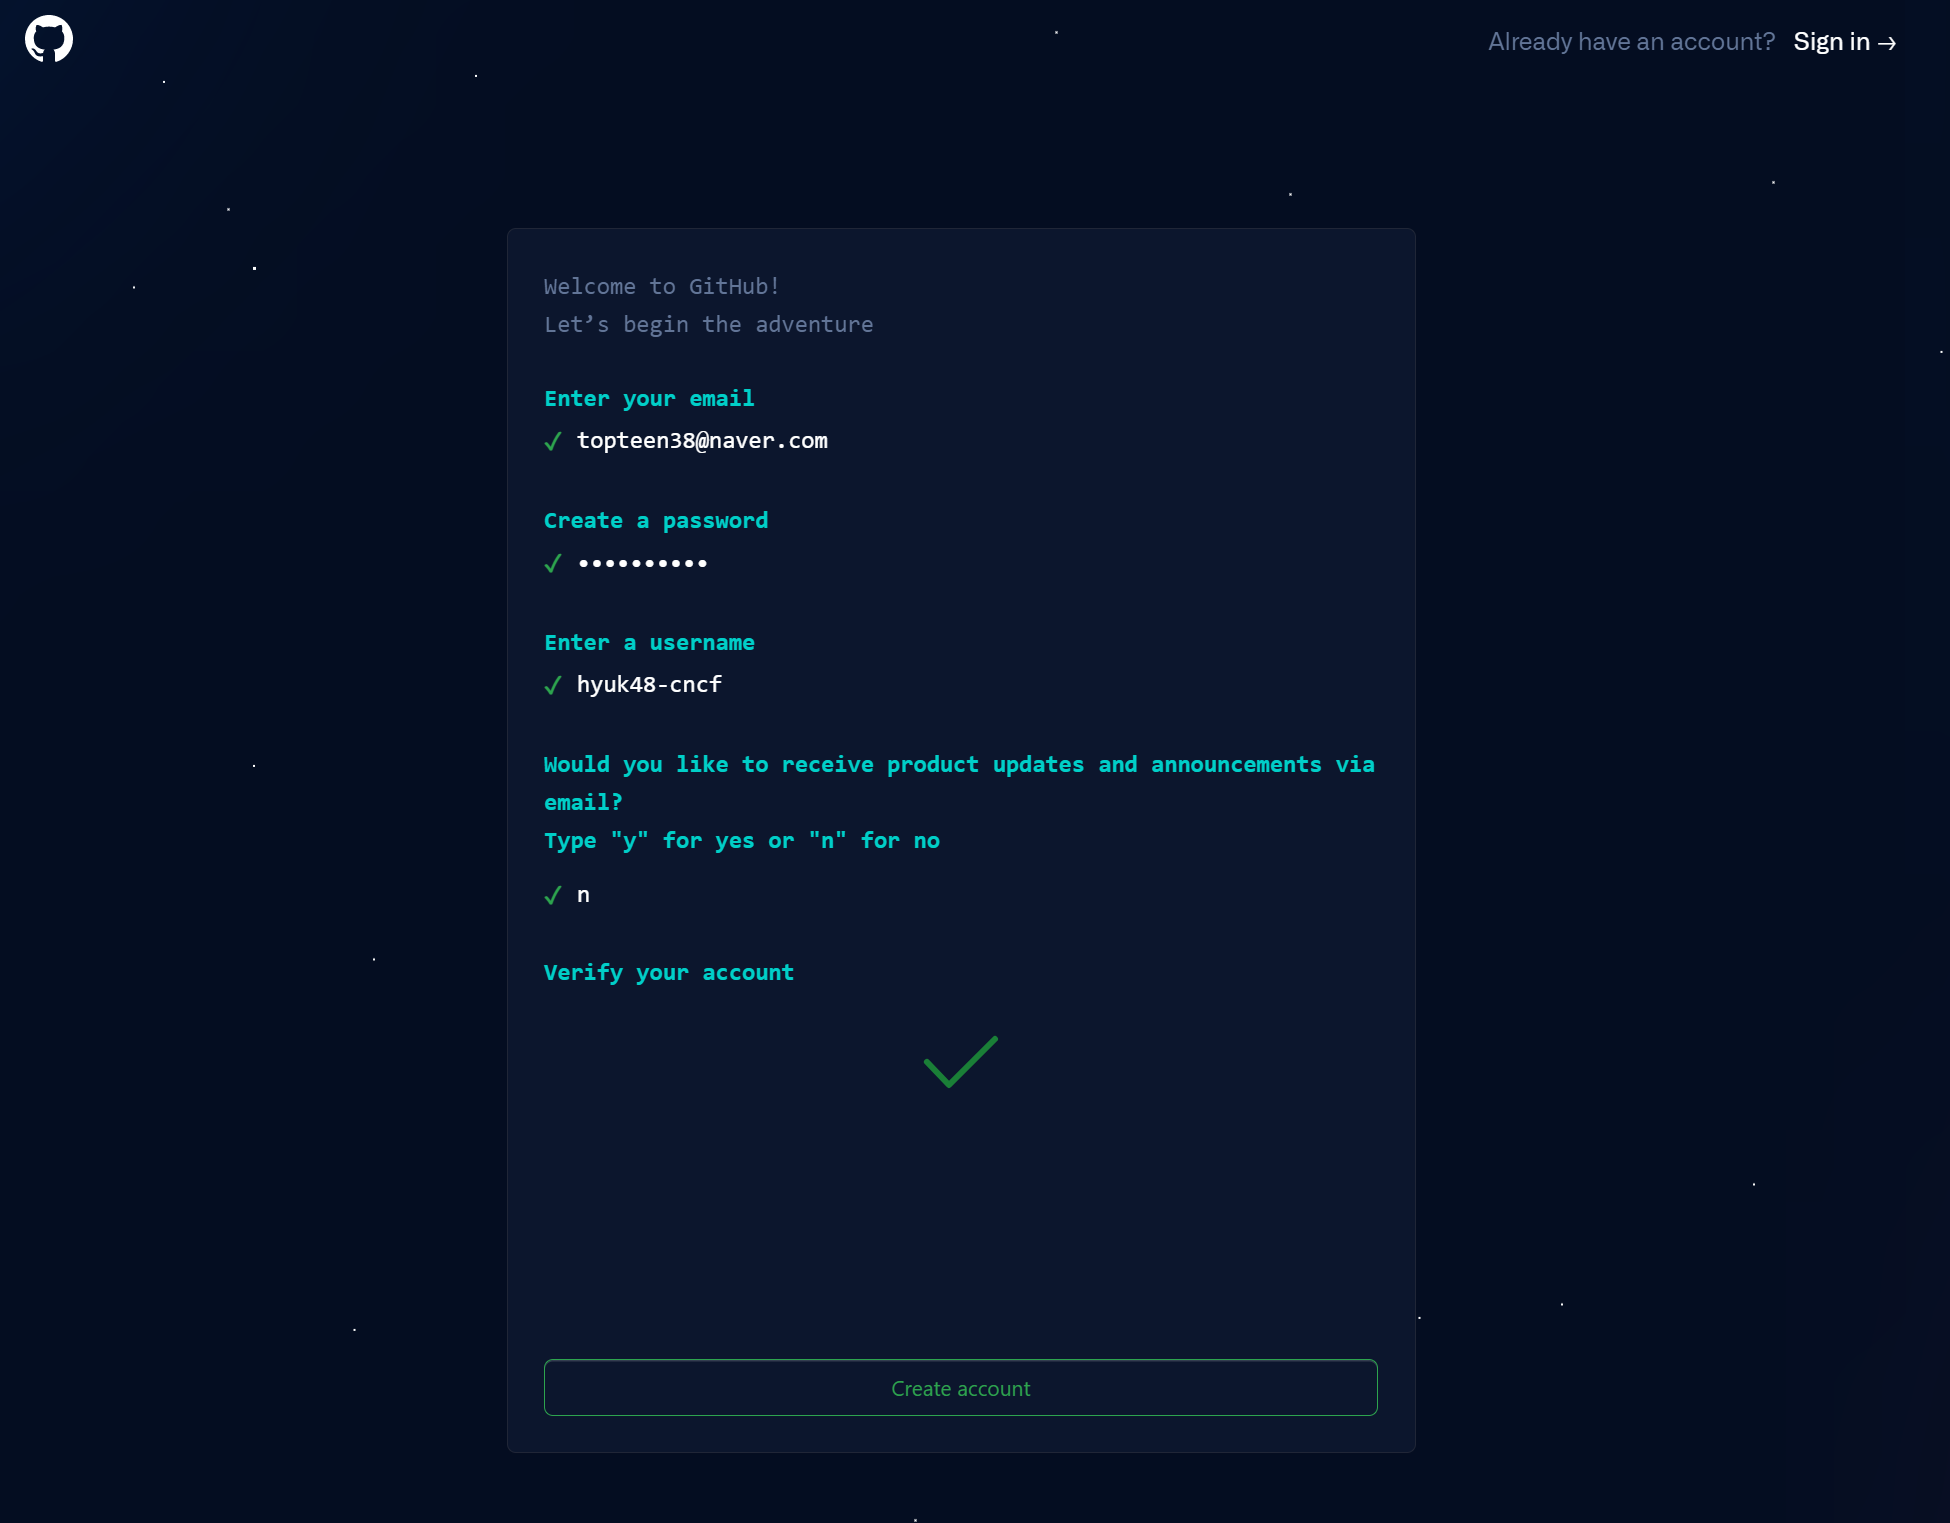 Already have an account? Sign in →
Welcome to GitHub!
Let’s begin the adventure
Enter your email
✓ topteen38@naver.com
Create a password
✓ ••••••••••
Enter a username
✓ hyuk48-cncf
Would you like to receive product updates and announcements via
email?
Type "y" for yes or "n" for no
✓ n
Verify your account
Create account